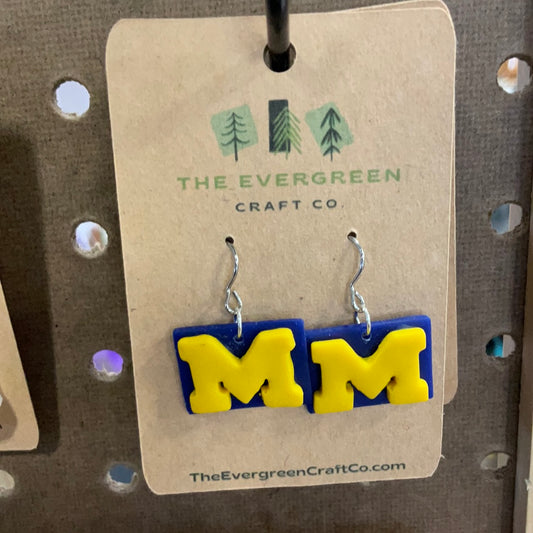 THE EVERGREEN
CRAFT CO.
M M
TheEvergreenCraftCo.com